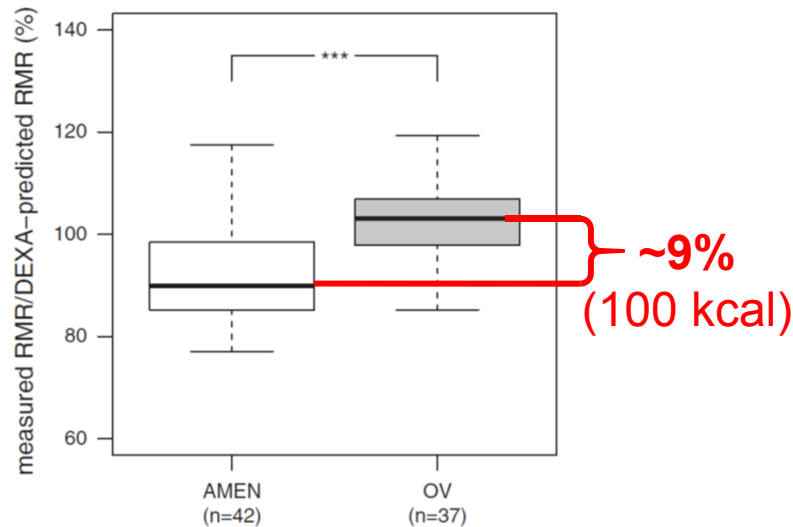 measured RMR/DEXA−predicted RMR (%)
140
120
100
80
60
***
~9%
(100 kcal)
AMEN
(n=42)
OV
(n=37)